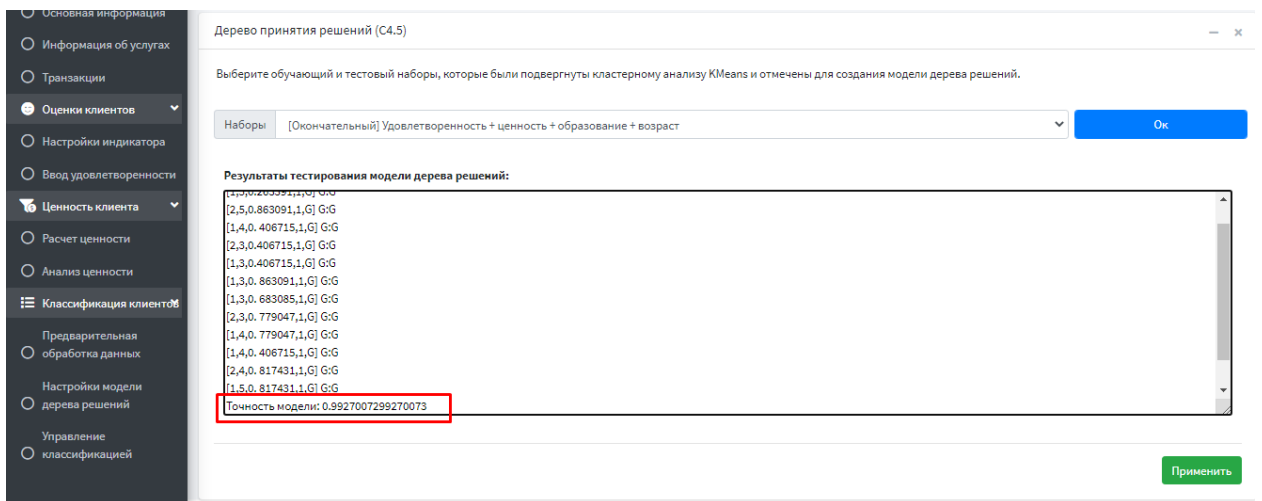 Основная информация
Информация об услугах
Транзакции
Оценки клиентов
Настройки индикатора
Ввод удовлетворенности
Ценность клиента
Расчет ценности
Анализ ценности
Классификация клиентов
Предварительная
обработка данных
Настройки модели
дерева решений
Управление
классификацией
Дерево принятия решений (C4.5)
Выберите обучающий и тестовый наборы, которые были подвергнуты кластерному анализу KMeans и отмечены для создания модели дерева решений.
Наборы [Окончательный] Удовлетворенность + ценность + образование + возраст Ок
Результаты тестирования модели дерева решений:
[2,5,0.863091,1,G] G:G
[1,4,0. 406715,1,G] G:G
[2,3,0.406715,1,G] G:G
[1,3,0.406715,1,G] G:G
[1,3,0. 863091,1,G] G:G
[1,3,0. 683085,1,G] G:G
[2,3,0. 779047,1,G] G:G
[1,4,0. 779047,1,G] G:G
[1,4,0. 406715,1,G] G:G
[2,4,0. 817431,1,G] G:G
[1,5,0. 817431,1,G] G:G
Точность модели: 0.9927007299270073
Применить